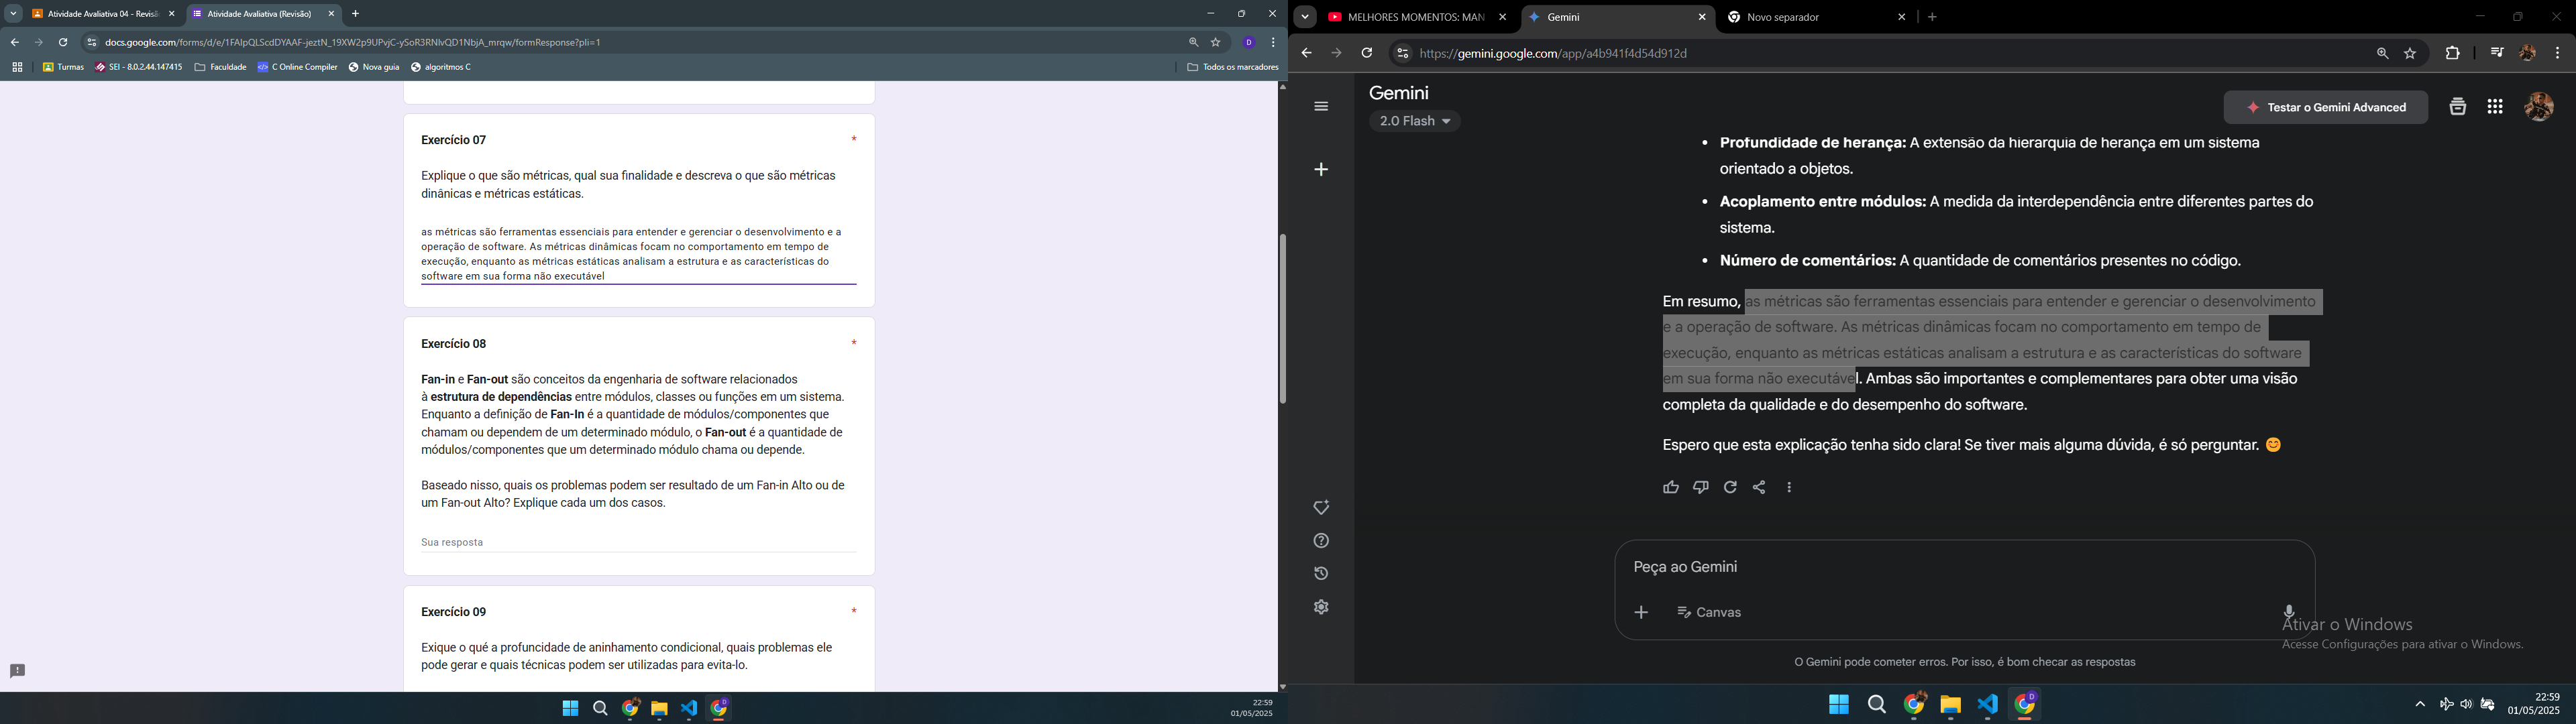 Atividade Avaliativa 04 - Revisã
Atividade Avaliativa (Revisão)
docs.google.com/forms/d/e/1FAIpQLScdDYAAF-jeztN_19XW2p9UPvjC-ySoR3RNlvQD1NbjA_mrqw/formResponse?pli=1
D
Turmas
SEI - 8.0.2.44.147415
Faculdade
C Online Compiler
Nova guia
algoritmos C
Todos os marcadores
Exercício 07 *
Explique o que são métricas, qual sua finalidade e descreva o que são métricas
dinânicas e métricas estáticas.
as métricas são ferramentas essenciais para entender e gerenciar o desenvolvimento e a
operação de software. As métricas dinâmicas focam no comportamento em tempo de
execução, enquanto as métricas estáticas analisam a estrutura e as características do
software em sua forma não executável
Exercício 08 *
Fan-in e Fan-out são conceitos da engenharia de software relacionados
à estrutura de dependências entre módulos, classes ou funções em um sistema.
Enquanto a definição de Fan-In é a quantidade de módulos/componentes que
chamam ou dependem de um determinado módulo, o Fan-out é a quantidade de
módulos/componentes que um determinado módulo chama ou depende.
Baseado nisso, quais os problemas podem ser resultado de um Fan-in Alto ou de
um Fan-out Alto? Explique cada um dos casos.
Sua resposta
Exercício 09 *
Exique o qué a profuncidade de aninhamento condicional, quais problemas ele
pode gerar e quais técnicas podem ser utilizadas para evita-lo.
22:59
01/05/2025
MELHORES MOMENTOS: MAN
Gemini
Novo separador
https://gemini.google.com/app/a4b941f4d54d912d
Gemini
2.0 Flash
Testar o Gemini Advanced
Profundidade de herança: A extensão da hierarquia de herança em um sistema
orientado a objetos.
Acoplamento entre módulos: A medida da interdependência entre diferentes partes do
sistema.
Número de comentários: A quantidade de comentários presentes no código.
Em resumo, as métricas são ferramentas essenciais para entender e gerenciar o desenvolvimento
e a operação de software. As métricas dinâmicas focam no comportamento em tempo de
execução, enquanto as métricas estáticas analisam a estrutura e as características do software
em sua forma não executável. Ambas são importantes e complementares para obter uma visão
completa da qualidade e do desempenho do software.
Espero que esta explicação tenha sido clara! Se tiver mais alguma dúvida, é só perguntar. 😊
Peça ao Gemini
Canvas
Ativar o Windows
Acesse Configurações para ativar o Windows.
O Gemini pode cometer erros. Por isso, é bom checar as respostas
22:59
01/05/2025